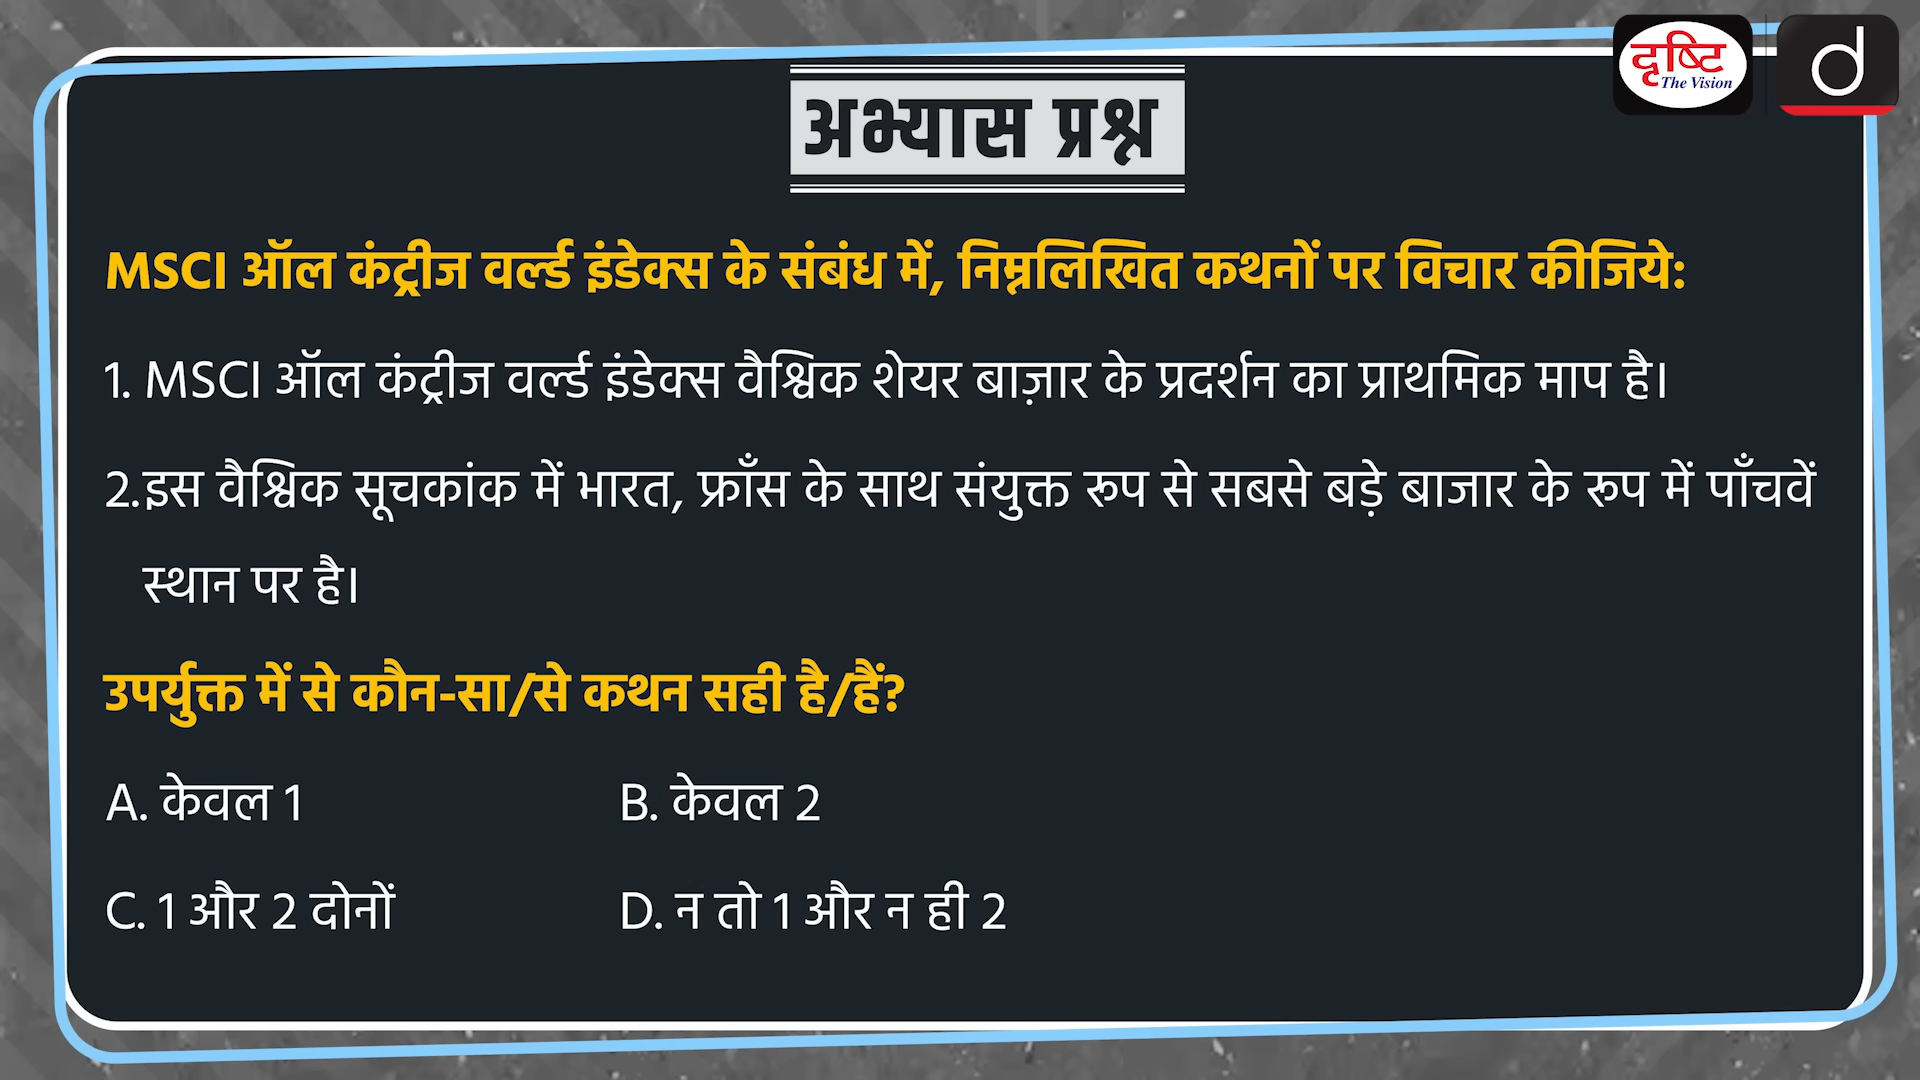 दृष्टि
The Vision
d
अभ्यास प्रश्न
MSCI ऑल कंट्रीज वर्ल्ड इंडेक्स के संबंध में, निम्नलिखित कथनों पर विचार कीजिये:
1. MSCI ऑल कंट्रीज वर्ल्ड इंडेक्स वैश्विक शेयर बाज़ार के प्रदर्शन का प्राथमिक माप है।
2.इस वैश्विक सूचकांक में भारत, फ्राँस के साथ संयुक्त रूप से सबसे बड़े बाजार के रूप में पाँचवें
स्थान पर है।
उपर्युक्त में से कौन-सा/से कथन सही है/हैं?
A. केवल 1 B. केवल 2
C. 1 और 2 दोनों D. न तो 1 और न ही 2